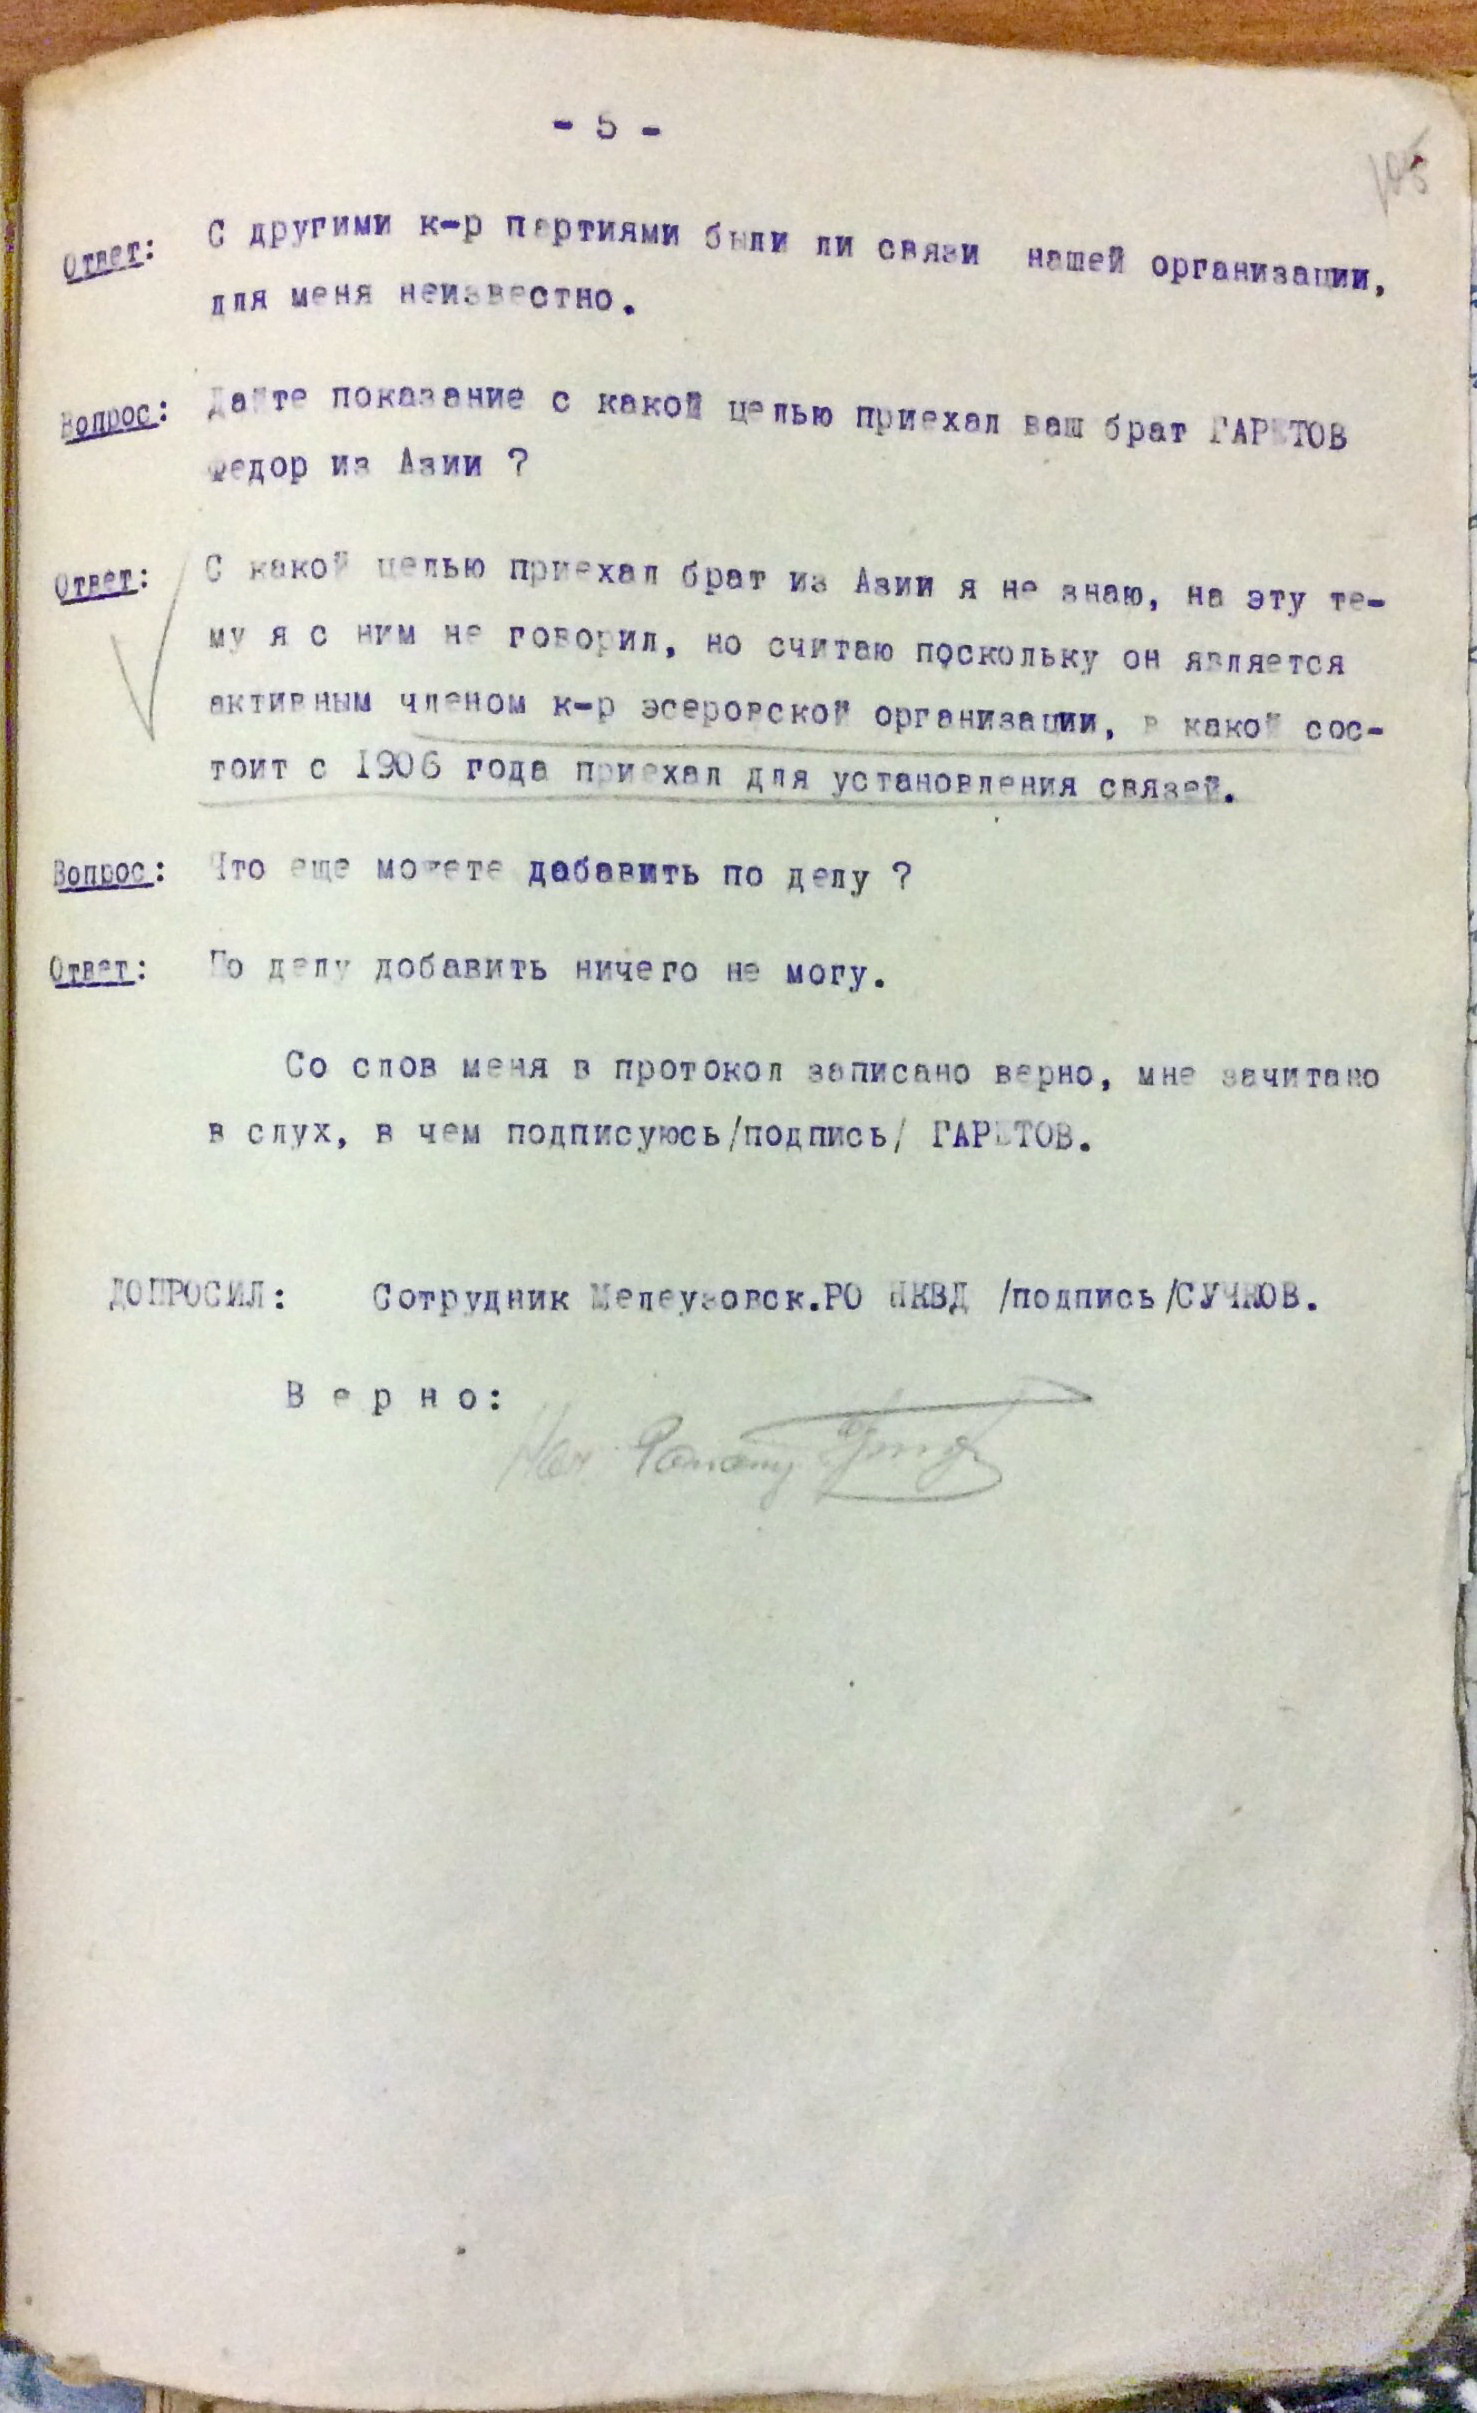 - 5 -
105
Ответ: С другими к-р партиями были ли связи нашей организации,
для меня неизвестно.
Вопрос: Дайте показание с какой целью приехал ваш брат ГАРЕТОВ
Федор из Азии ?
Ответ: С какой целью приехал брат из Азии я не знаю, на эту те-
му я с ним не говорил, но считаю поскольку он является
активным членом к-р эсеровской организации, в какой сос-
тоит с 1906 года приехал для установления связей.
Вопрос: Что еще можете добавить по делу ?
Ответ: По делу добавить ничего не могу.
Со слов меня в протокол записано верно, мне зачитано
в слух, в чем подписуюсь/подпись/ ГАРЕТОВ.
ДОПРОСИЛ: Сотрудник Мелеузовск.РО НКВД /подпись/СУЧКОВ.
В е р н о: